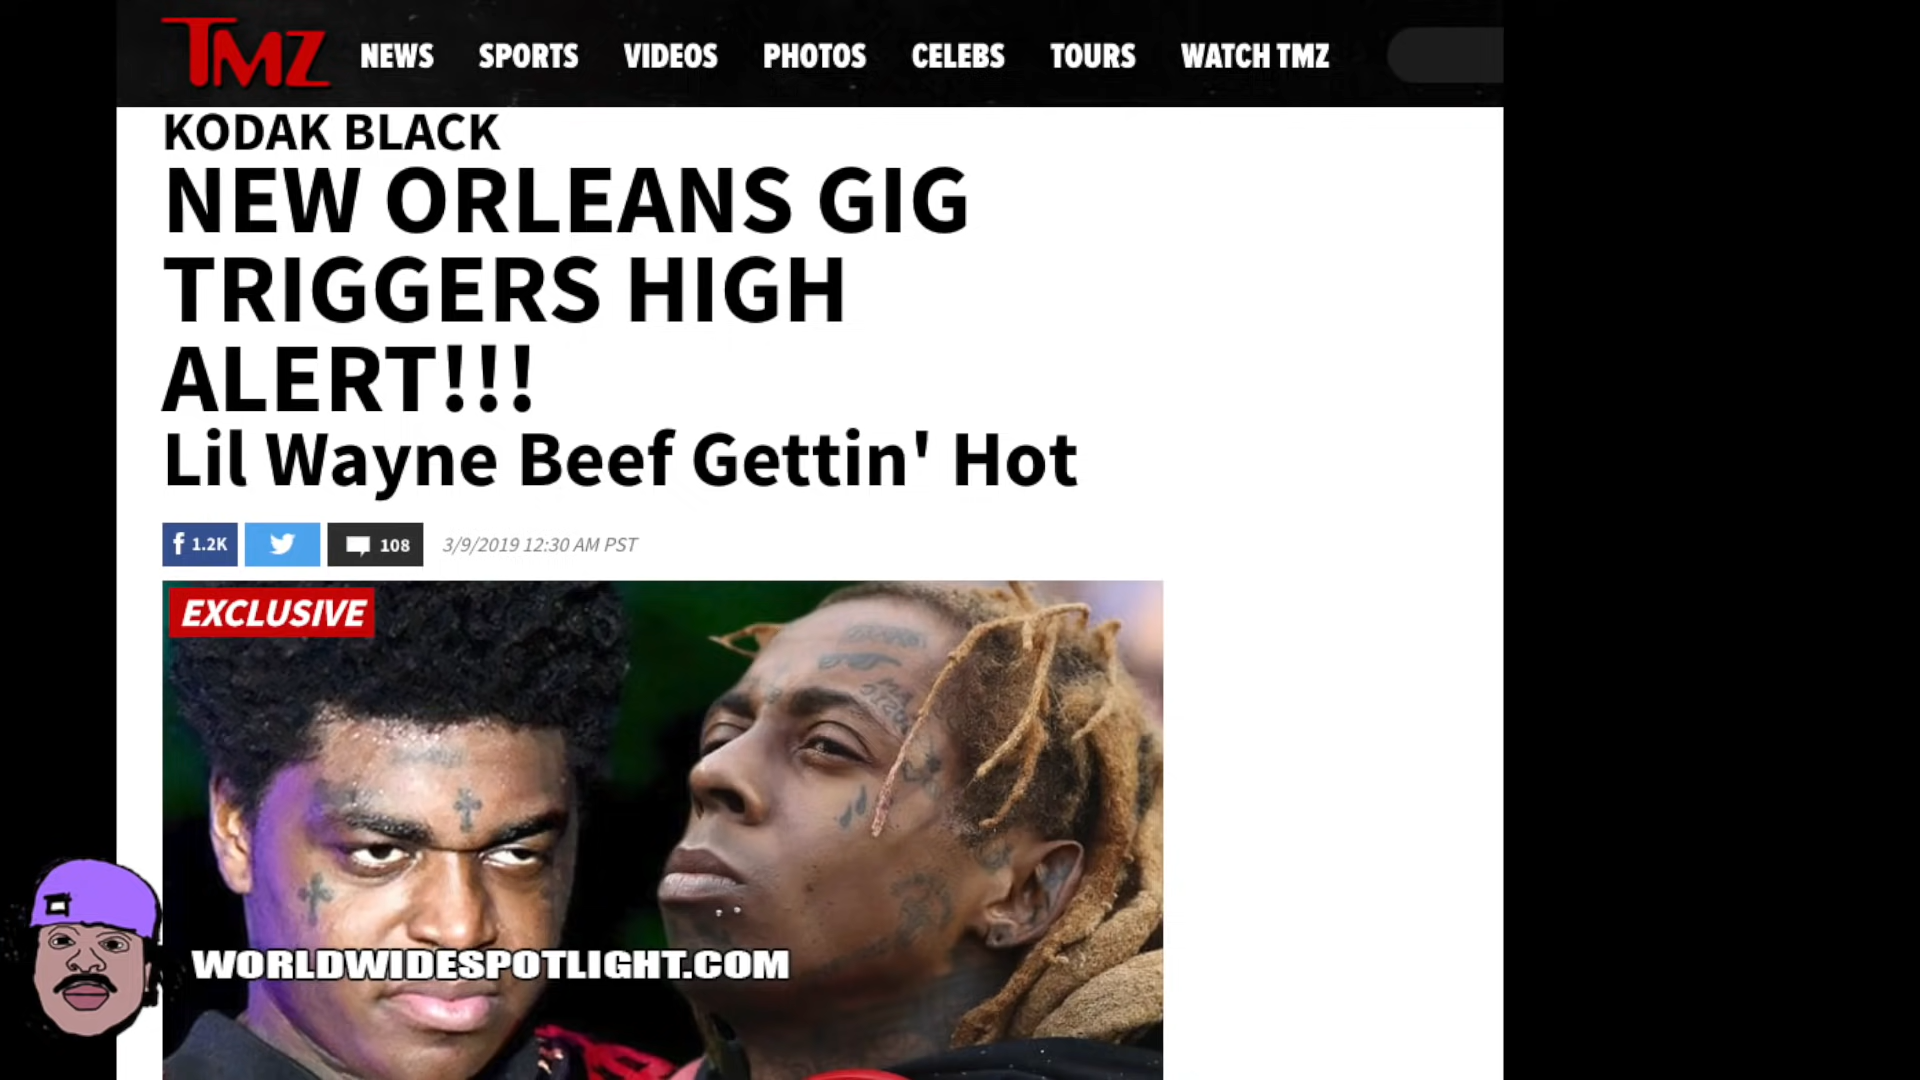 TMZ NEWS SPORTS VIDEOS PHOTOS CELEBS TOURS WATCH TMZ
KODAK BLACK
NEW ORLEANS GIG
TRIGGERS HIGH
ALERT!!!
Lil Wayne Beef Gettin' Hot
f 1.2K 108 3/9/2019 12:30 AM PST
EXCLUSIVE
WORLDWIDESPOTLIGHT.COM